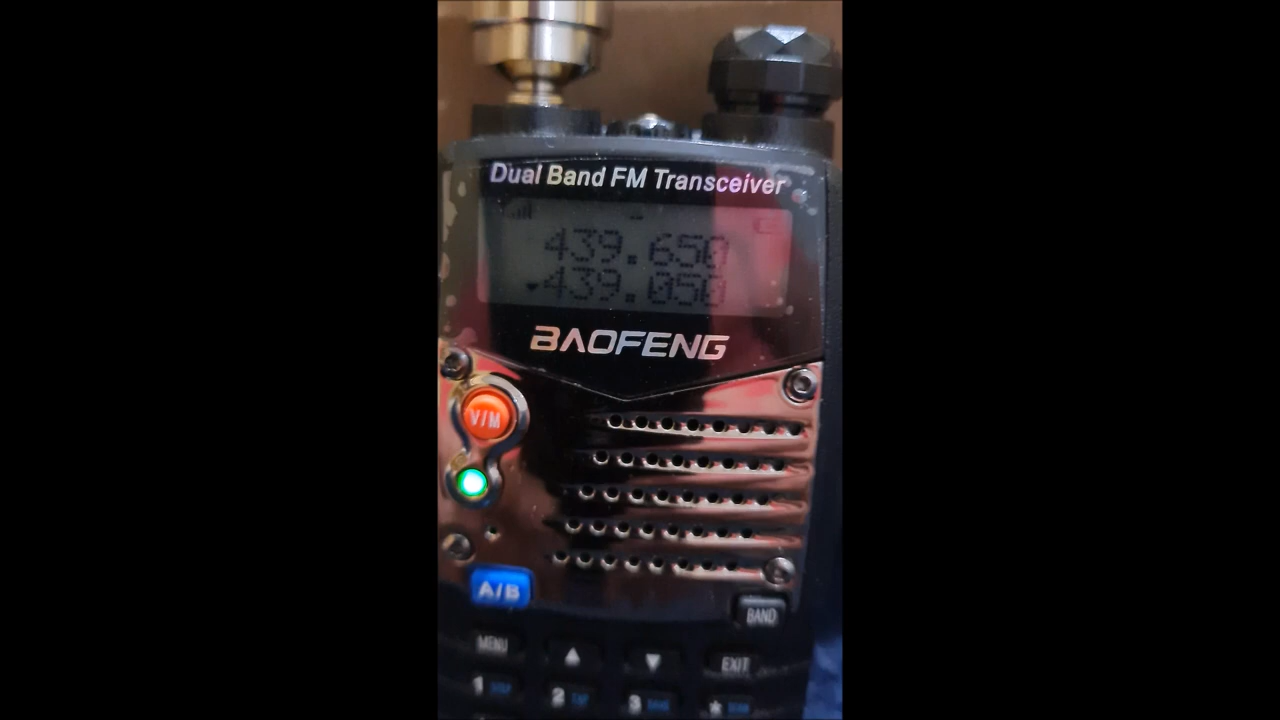 Dual Band FM Transceiver
439.650
439.050
BAOFENG
V/M
A/B
BAND
MENU ▲ ▼ EXIT
1 2 3 *